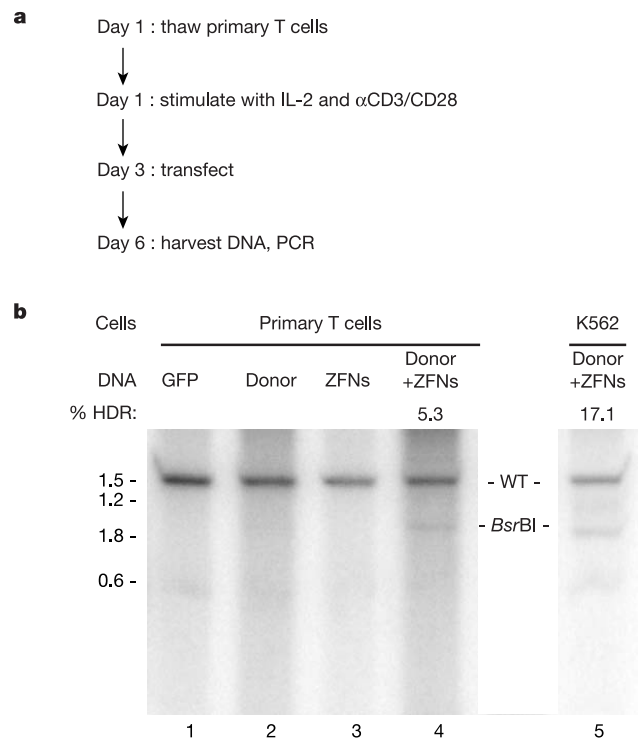 a
Day 1 : thaw primary T cells
Day 1 : stimulate with IL-2 and αCD3/CD28
Day 3 : transfect
Day 6 : harvest DNA, PCR
b
Cells Primary T cells K562
DNA GFP Donor ZFNs Donor +ZFNs Donor +ZFNs
% HDR: 5.3 17.1
1.5 - - WT -
1.2 -
- BsrBI -
1.8 -
0.6 -
1 2 3 4 5